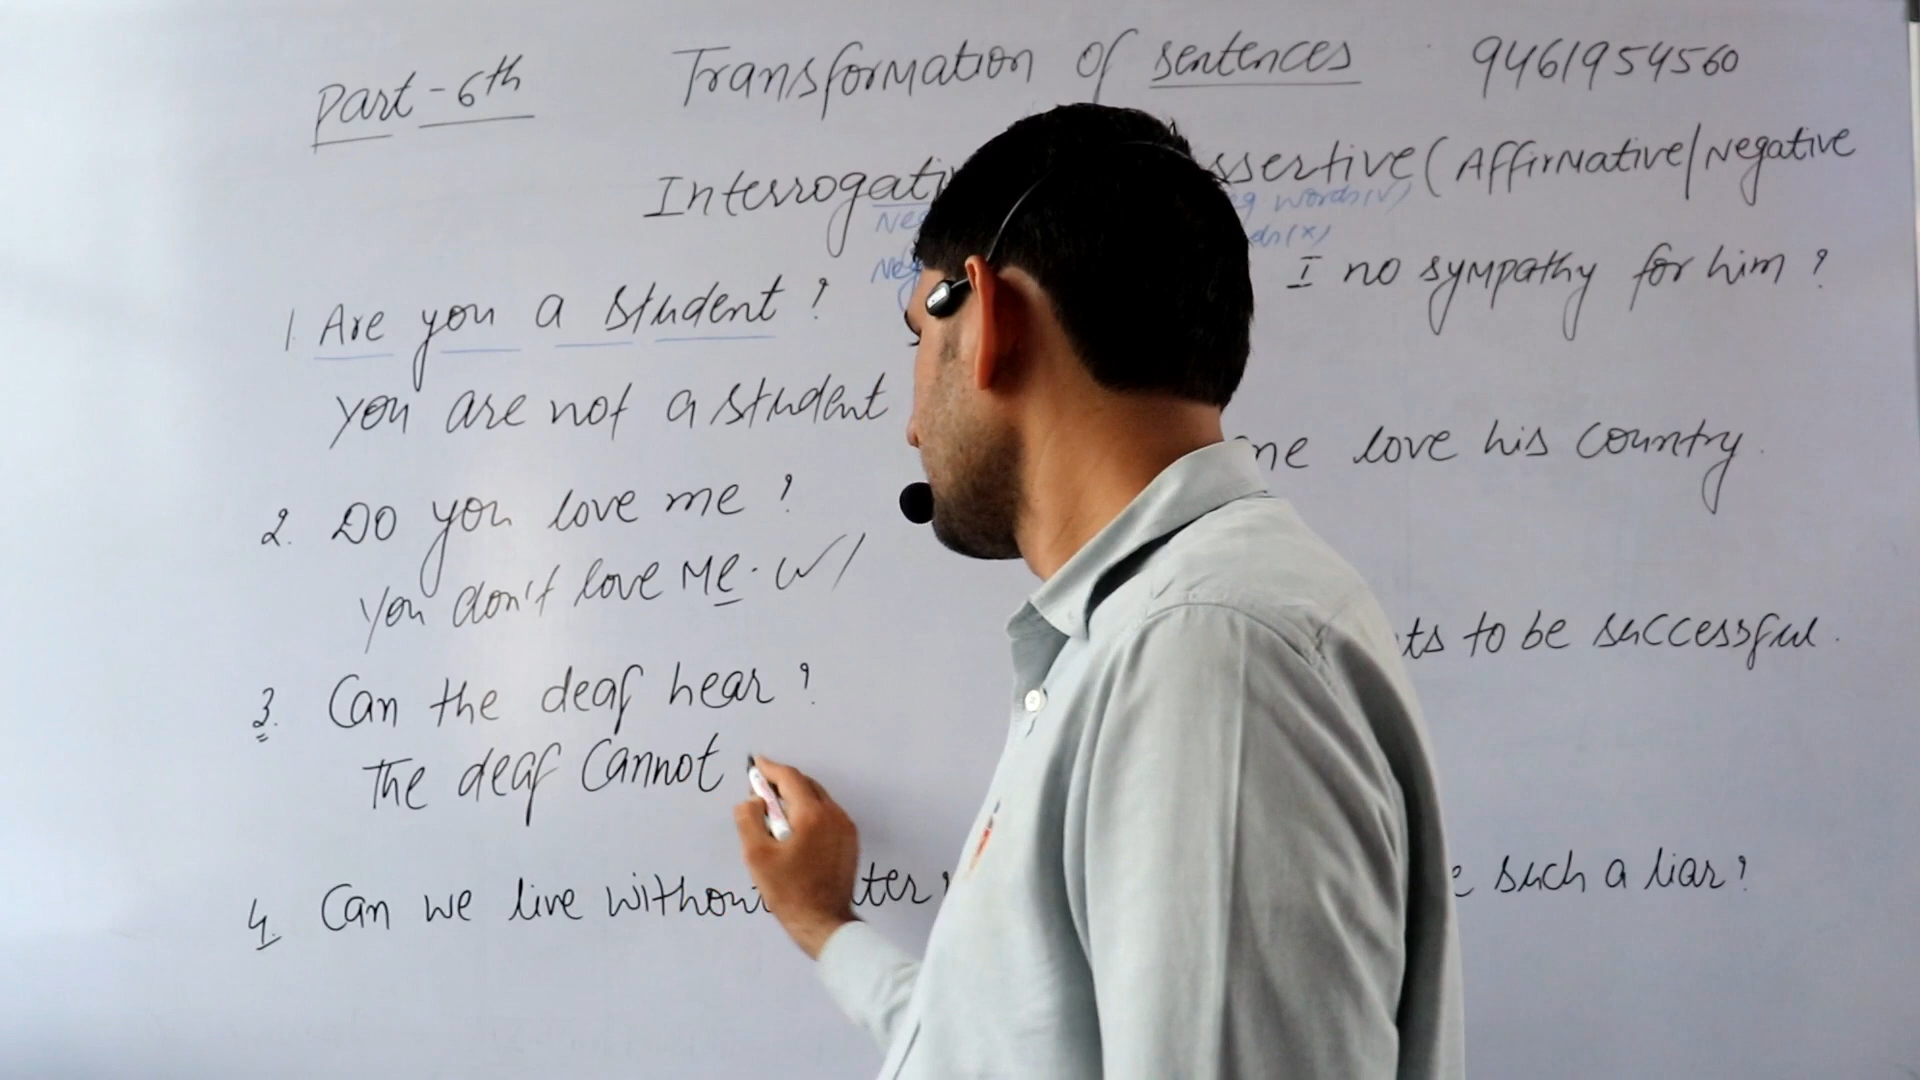 Part-6th Transformation of sentences 9461954560
Interrogati ssertive (Affirmative/Negative
Neg eg words(✓)
Neg ds(×)
1. Are you a student? I no sympathy for him?
You are not a student
me love his country.
2. Do you love me?
You don't love me.
ts to be successful.
3. Can the deaf hear?
The deaf cannot
4. Can we live without ter e such a liar?